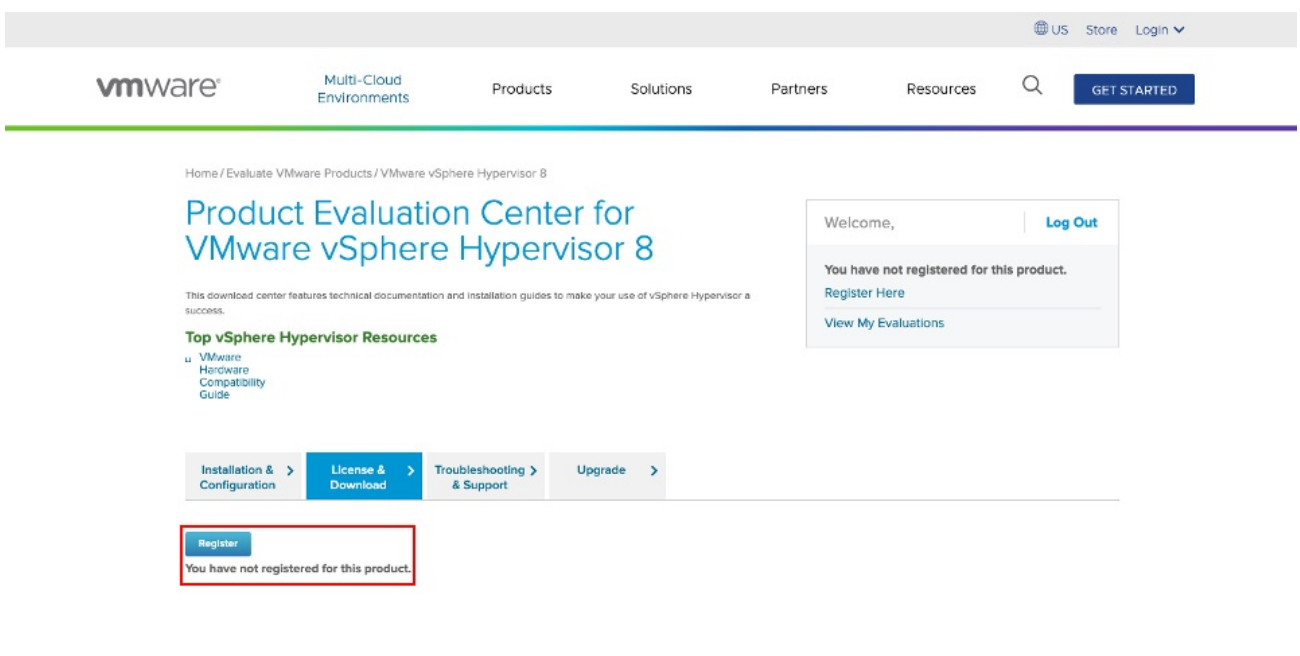 US Store Login
vmware®
Multi-Cloud
Environments
Products
Solutions
Partners
Resources
GET STARTED
Home / Evaluate VMware Products / VMware vSphere Hypervisor 8
Product Evaluation Center for
VMware vSphere Hypervisor 8
This download center features technical documentation and installation guides to make your use of vSphere Hypervisor a
success.
Top vSphere Hypervisor Resources
VMware
Hardware
Compatibility
Guide
Welcome,
Log Out
You have not registered for this product.
Register Here
View My Evaluations
Installation &
Configuration
License &
Download
Troubleshooting
& Support
Upgrade
Register
You have not registered for this product.